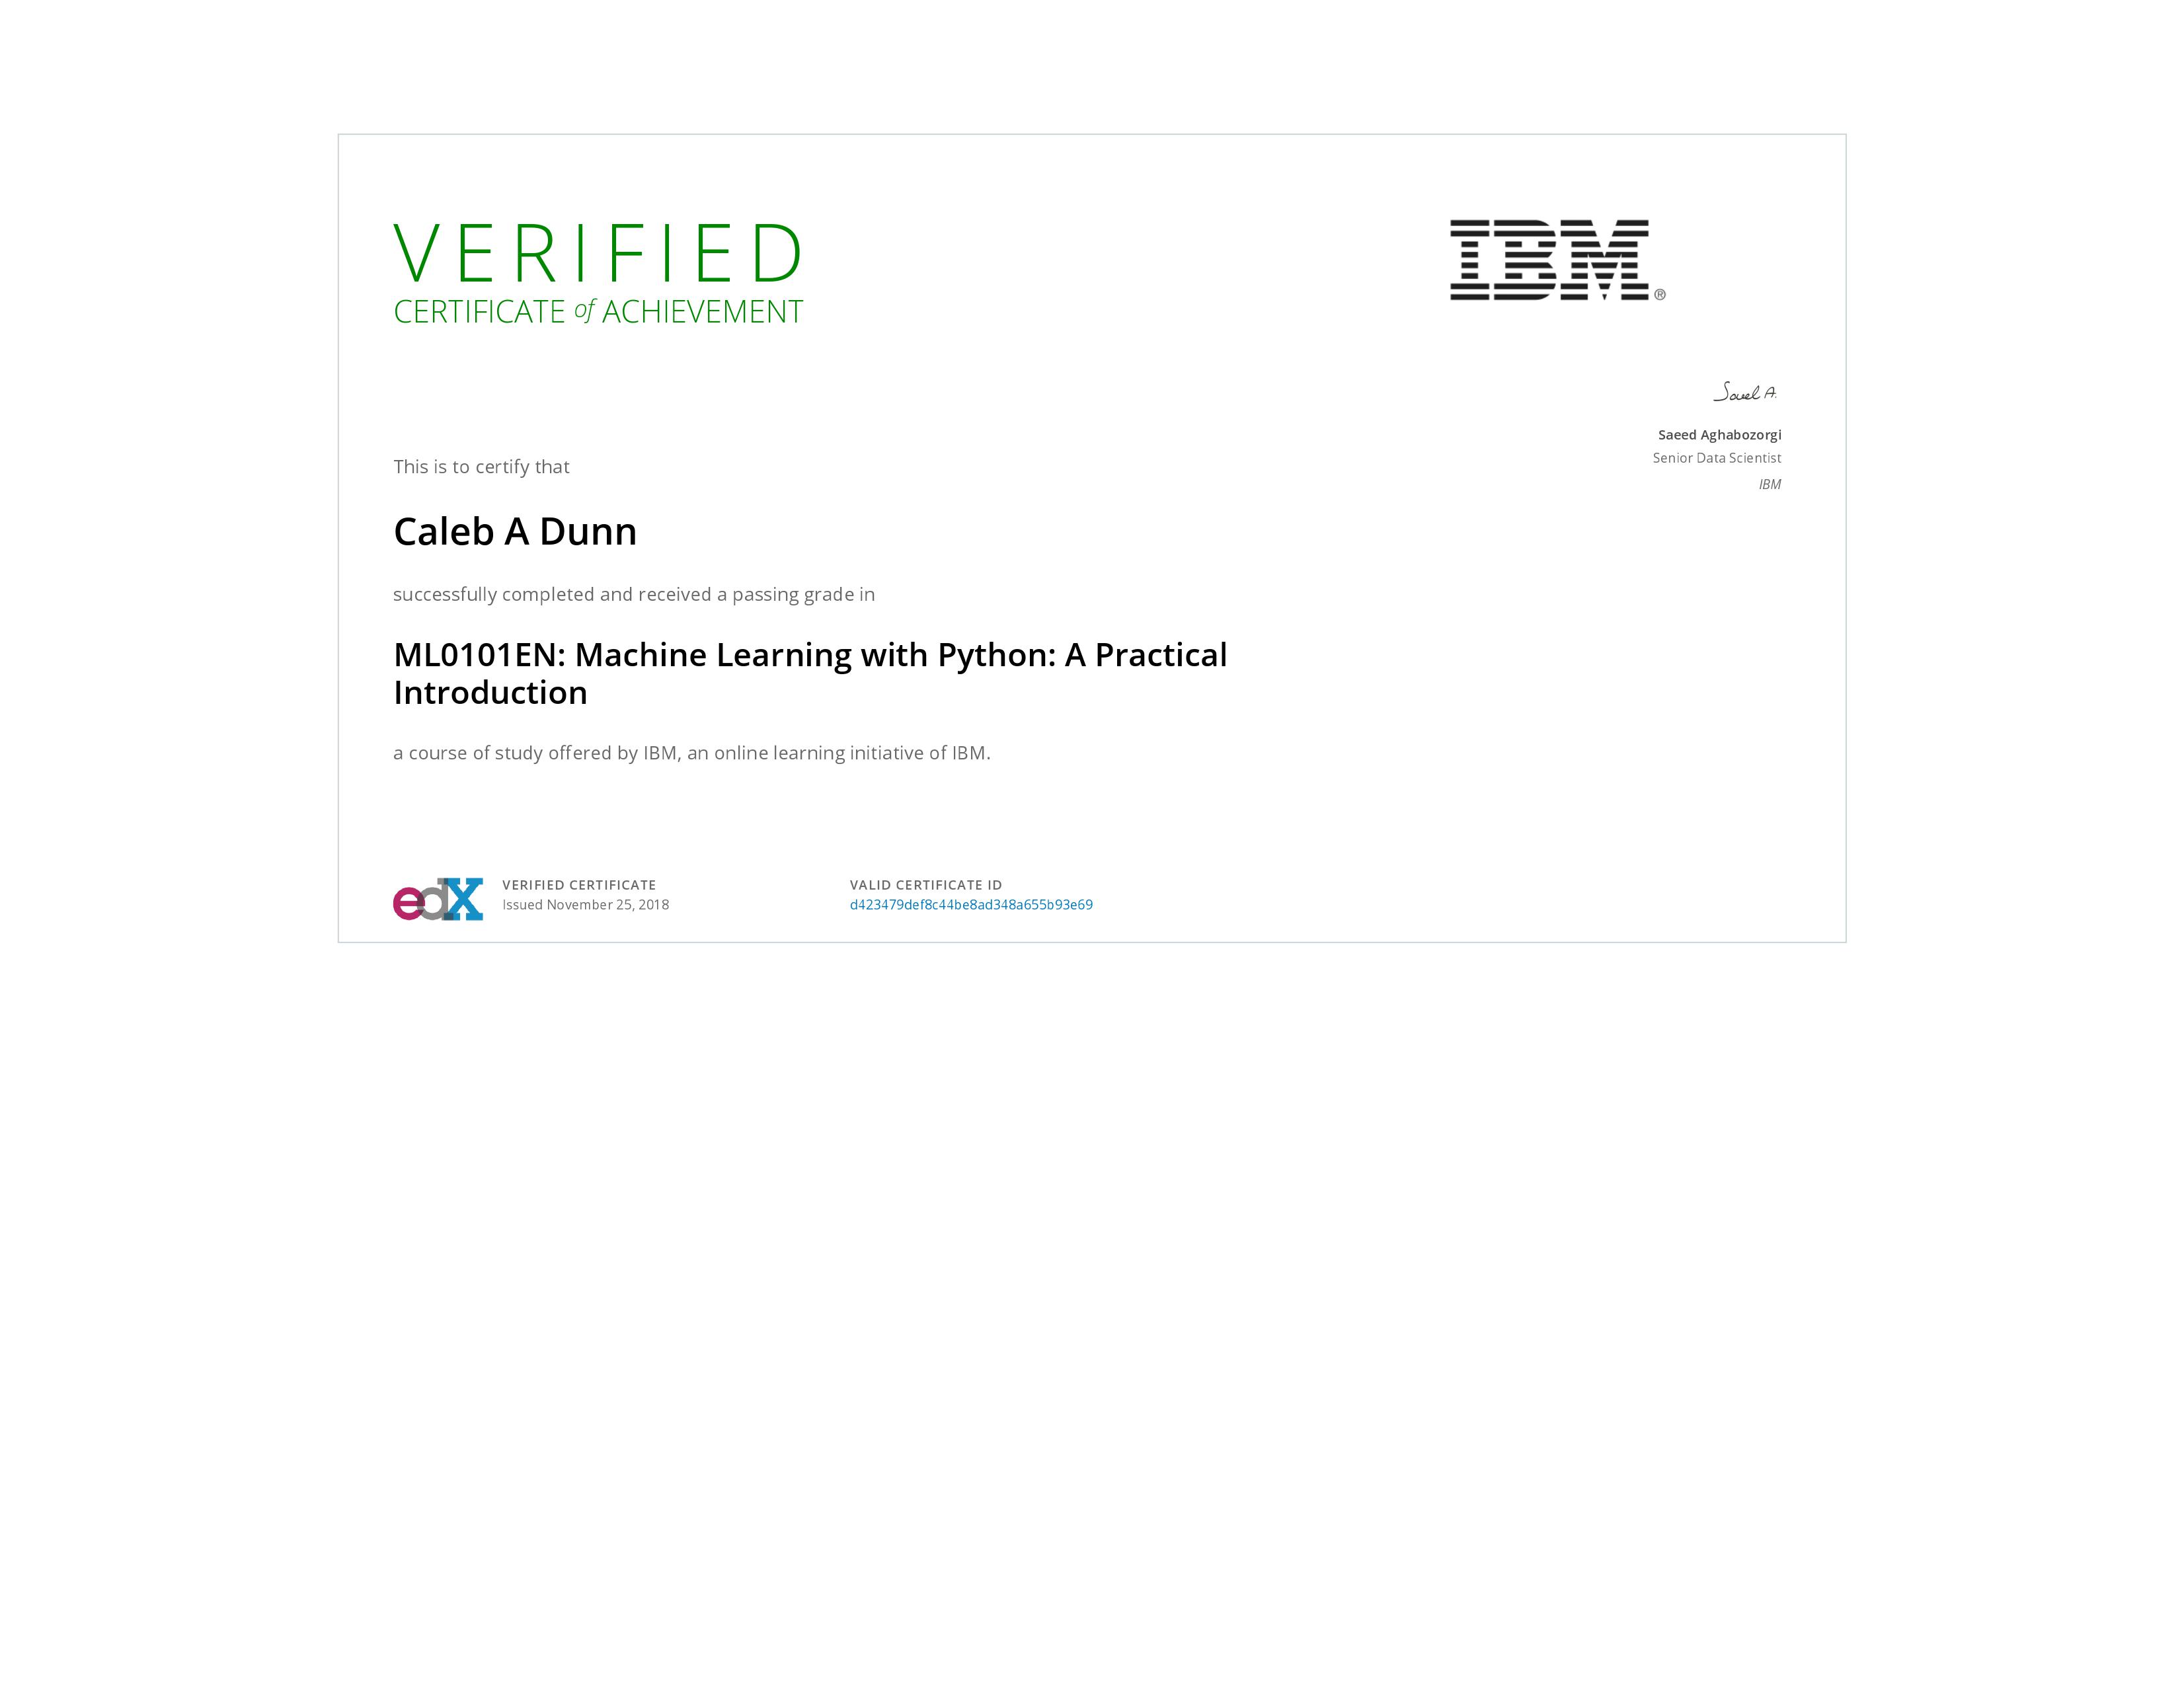 VERIFIED
CERTIFICATE of ACHIEVEMENT
IBM®
Saeed Aghabozorgi
Senior Data Scientist
IBM
This is to certify that
Caleb A Dunn
successfully completed and received a passing grade in
ML0101EN: Machine Learning with Python: A Practical
Introduction
a course of study offered by IBM, an online learning initiative of IBM.
edX
VERIFIED CERTIFICATE
Issued November 25, 2018
VALID CERTIFICATE ID
d423479def8c44be8ad348a655b93e69